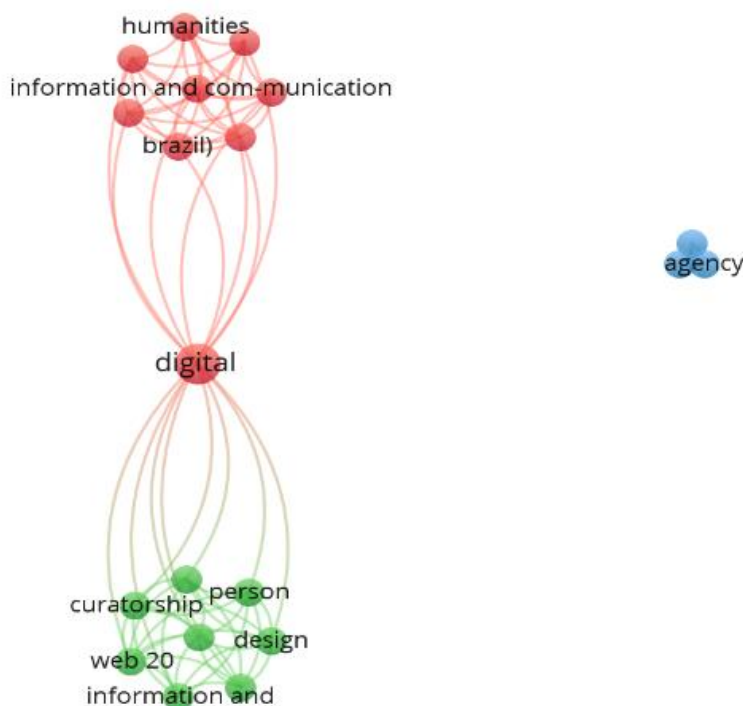 humanities
information and com-munication
brazil)
agency
digital
person
curatorship
design
web 20
information and